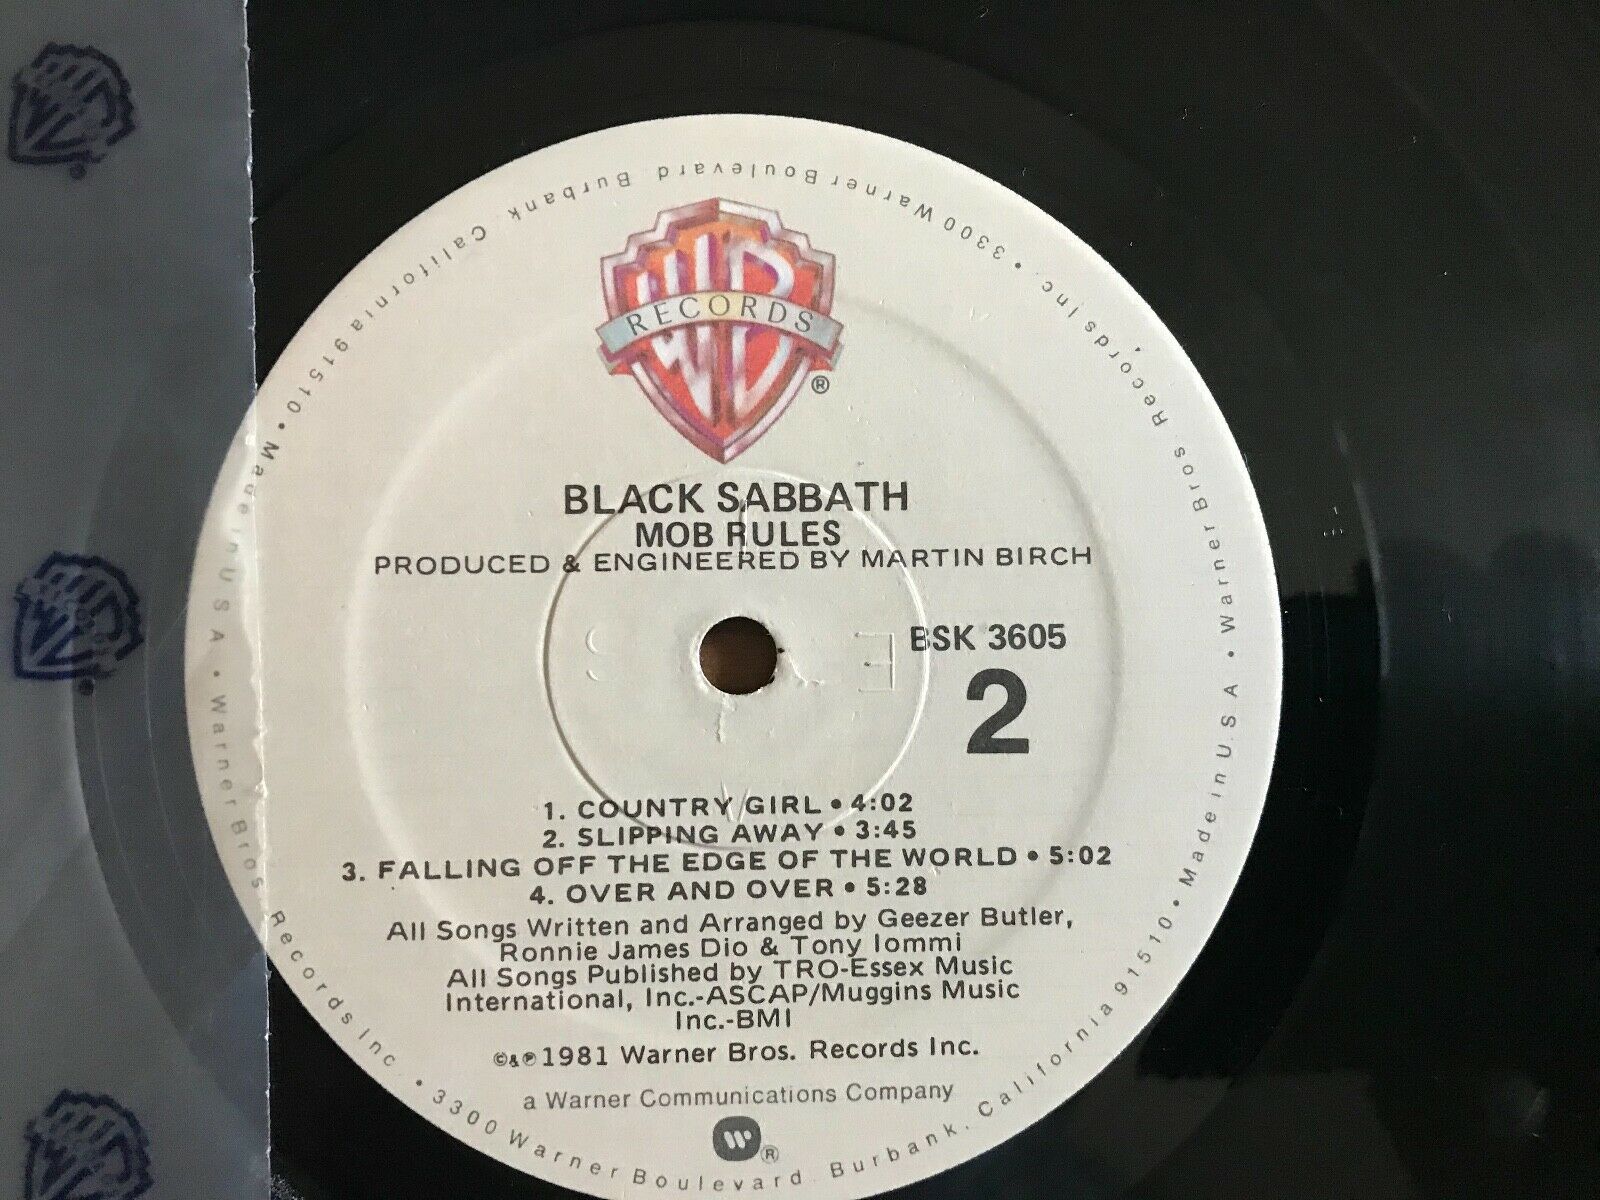 RECORDS
®
BLACK SABBATH
MOB RULES
PRODUCED & ENGINEERED BY MARTIN BIRCH
BSK 3605
2
1. COUNTRY GIRL • 4:02
2. SLIPPING AWAY • 3:45
3. FALLING OFF THE EDGE OF THE WORLD • 5:02
4. OVER AND OVER • 5:28
All Songs Written and Arranged by Geezer Butler,
Ronnie James Dio & Tony Iommi
All Songs Published by TRO-Essex Music
International, Inc.-ASCAP/Muggins Music
Inc.-BMI
©&℗1981 Warner Bros. Records Inc.
a Warner Communications Company
®
Warner Bros. Records Inc. • 3300 Warner Boulevard Burbank, California 91510 • Made in U.S.A. • Warner Bros. Records Inc. • 3300 Warner Boulevard Burbank, California 91510 • Made in U.S.A. •